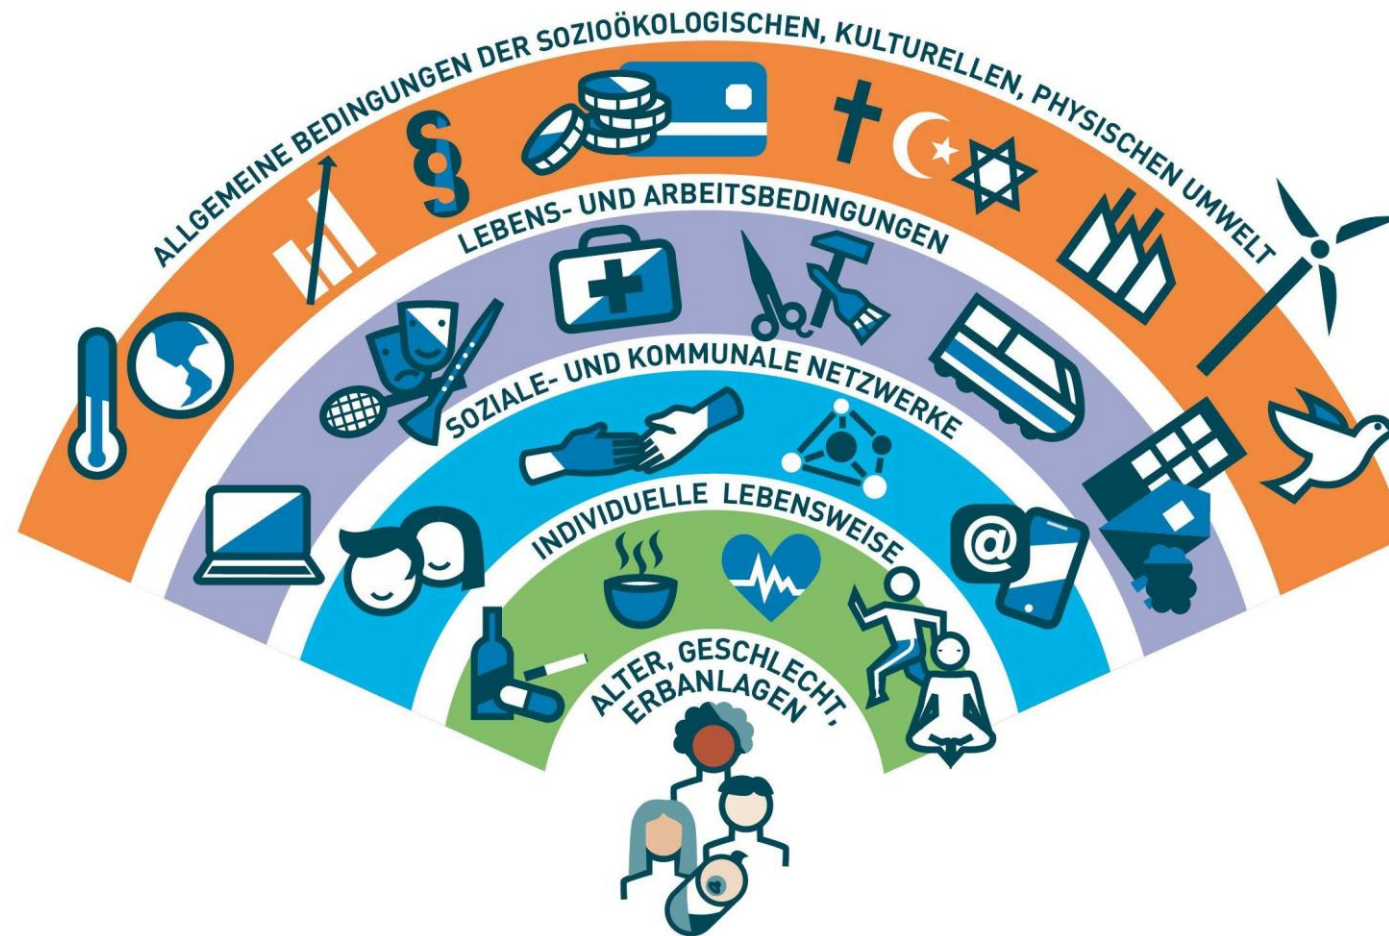 ALLGEMEINE BEDINGUNGEN DER SOZIOÖKOLOGISCHEN, KULTURELLEN, PHYSISCHEN UMWELT
LEBENS- UND ARBEITSBEDINGUNGEN
SOZIALE- UND KOMMUNALE NETZWERKE
INDIVIDUELLE LEBENSWEISE
ALTER, GESCHLECHT,
ERBANLAGEN
§
@